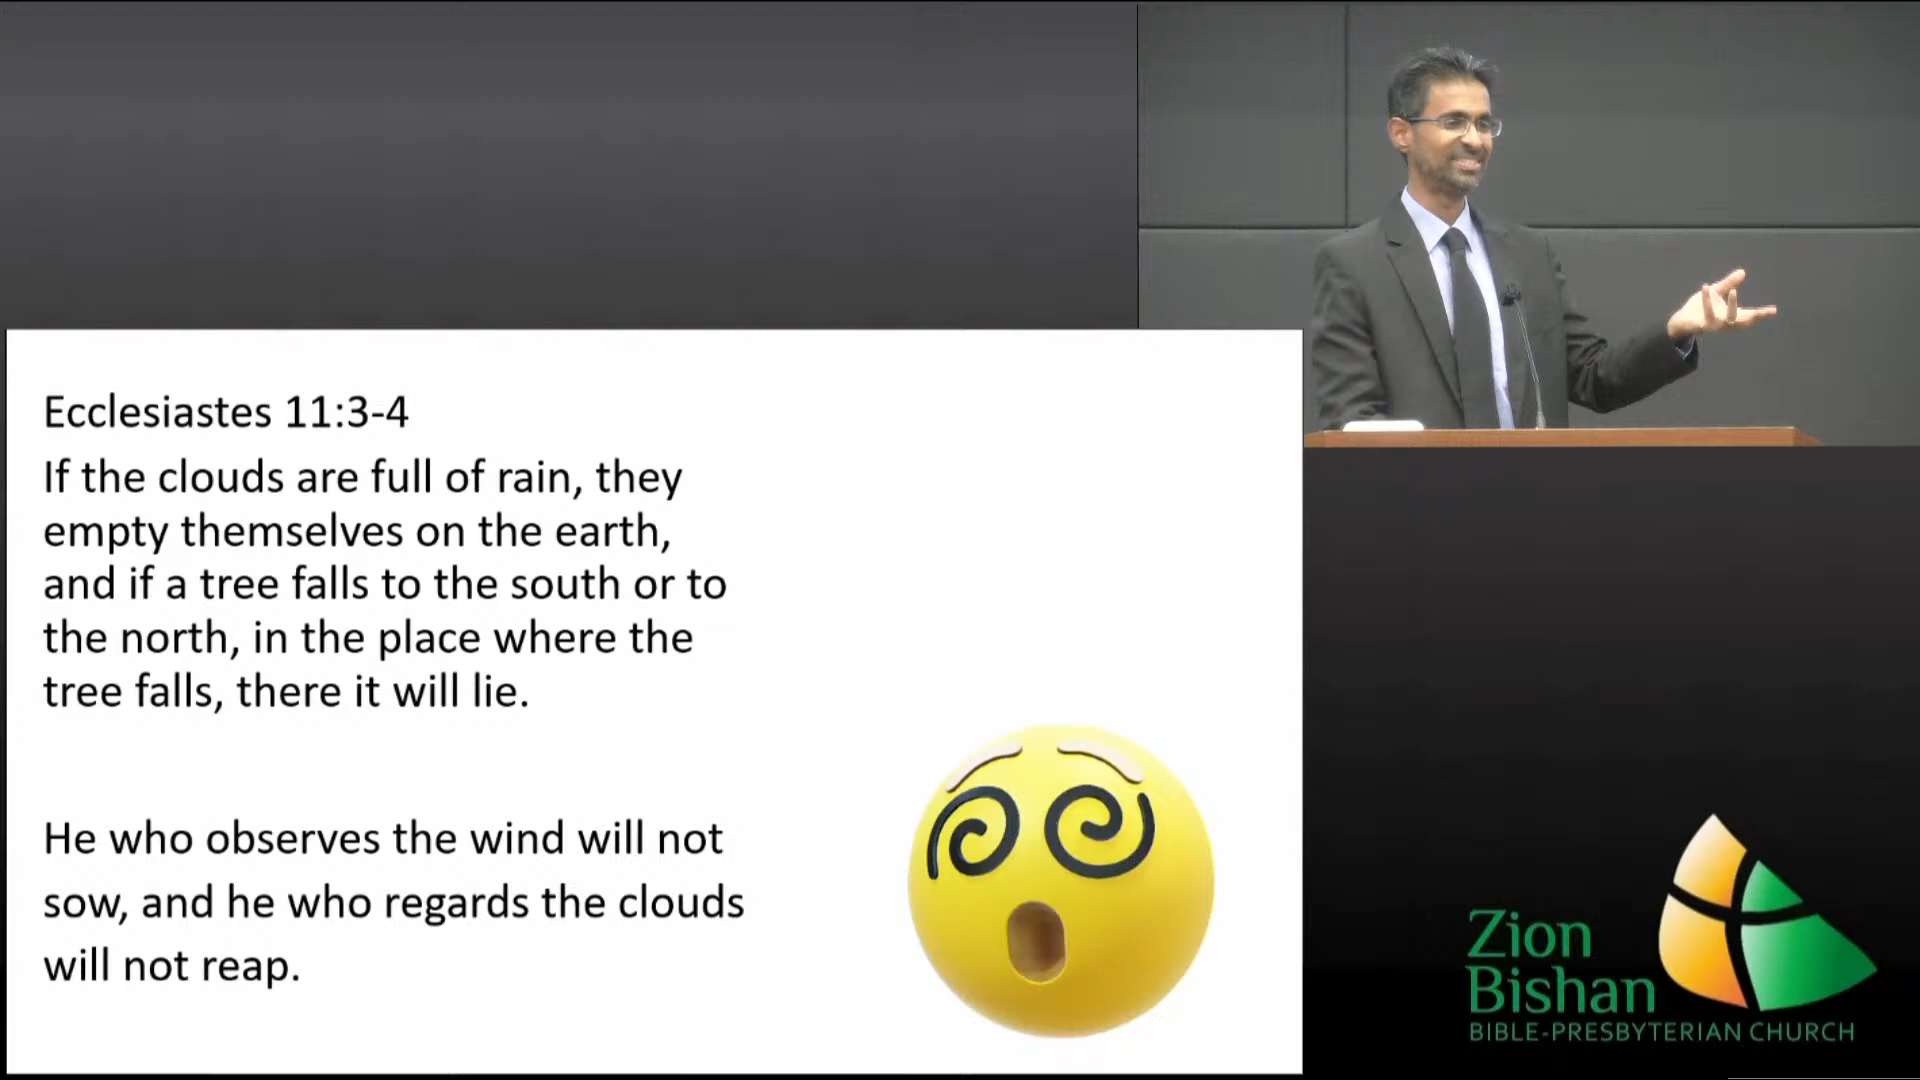 Ecclesiastes 11:3-4
If the clouds are full of rain, they
empty themselves on the earth,
and if a tree falls to the south or to
the north, in the place where the
tree falls, there it will lie.
He who observes the wind will not
sow, and he who regards the clouds
will not reap.
Zion
Bishan
BIBLE-PRESBYTERIAN CHURCH